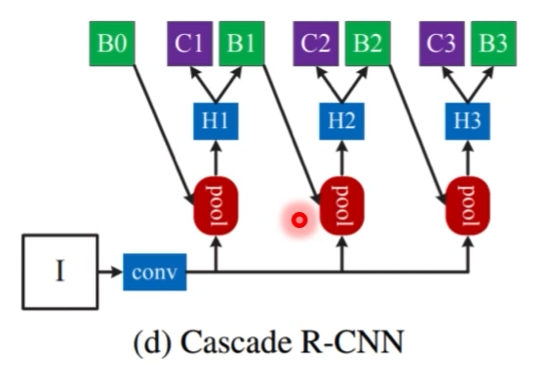 B0 C1 B1 C2 B2 C3 B3
H1 H2 H3
pool pool pool
I conv
(d) Cascade R-CNN